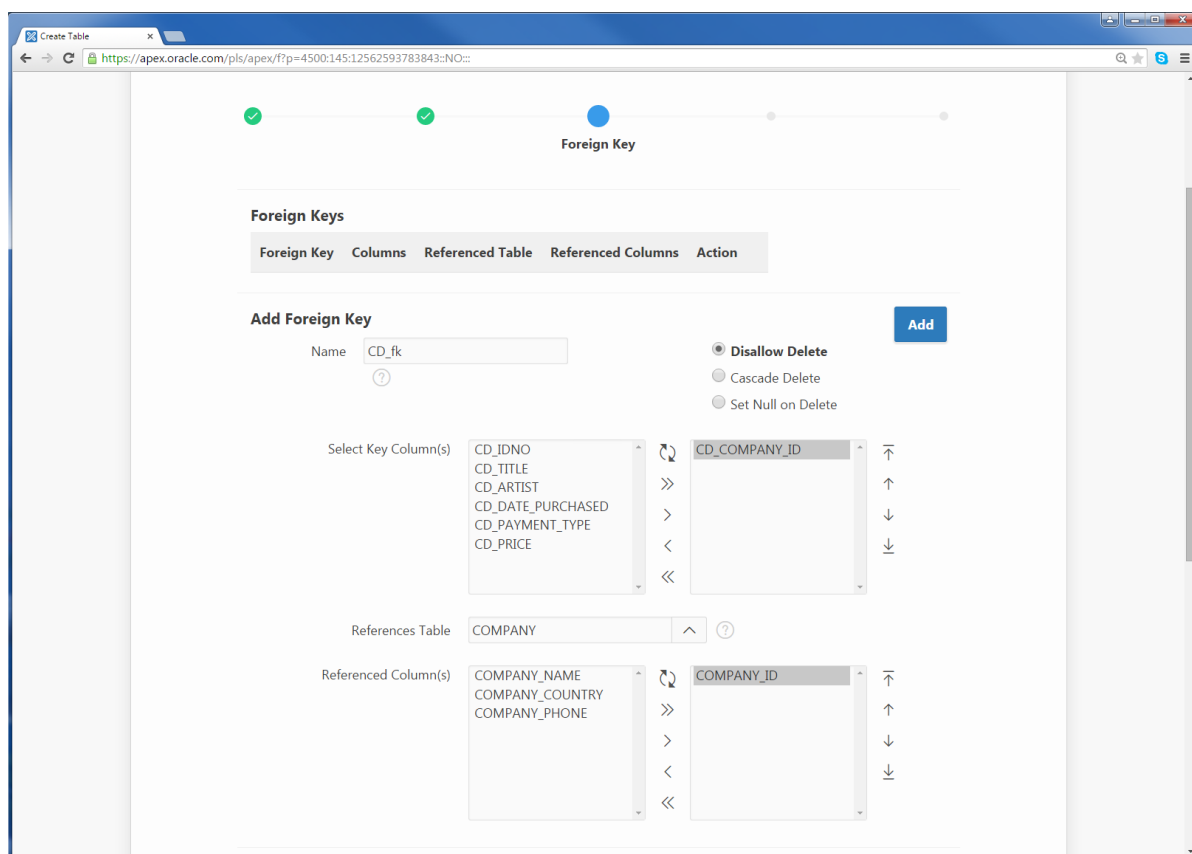 Create Table
https://apex.oracle.com/pls/apex/f?p=4500:145:12562593783843::NO:::
Foreign Key
Foreign Keys
Foreign Key Columns Referenced Table Referenced Columns Action
Add Foreign Key
Add
Name CD_fk
Disallow Delete
Cascade Delete
Set Null on Delete
Select Key Column(s)
CD_IDNO
CD_TITLE
CD_ARTIST
CD_DATE_PURCHASED
CD_PAYMENT_TYPE
CD_PRICE
CD_COMPANY_ID
References Table COMPANY
Referenced Column(s)
COMPANY_NAME
COMPANY_COUNTRY
COMPANY_PHONE
COMPANY_ID